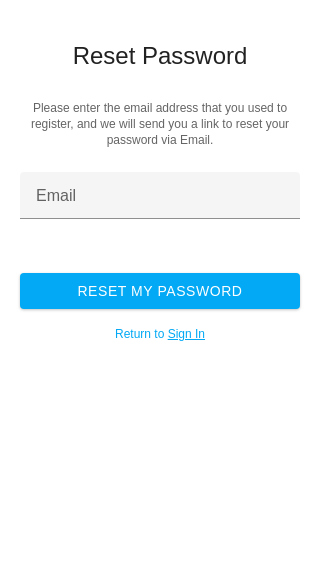 Reset Password
Please enter the email address that you used to
register, and we will send you a link to reset your
password via Email.
Email
RESET MY PASSWORD
Return to Sign In